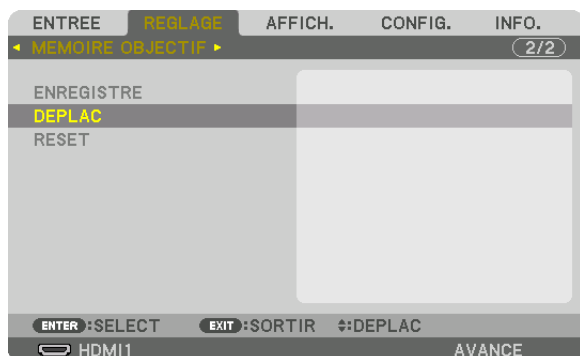 ENTREE REGLAGE AFFICH. CONFIG. INFO.
MEMOIRE OBJECTIF 2/2
ENREGISTRE
DEPLAC
RESET
ENTER :SELECT EXIT :SORTIR :DEPLAC
HDMI1 AVANCE